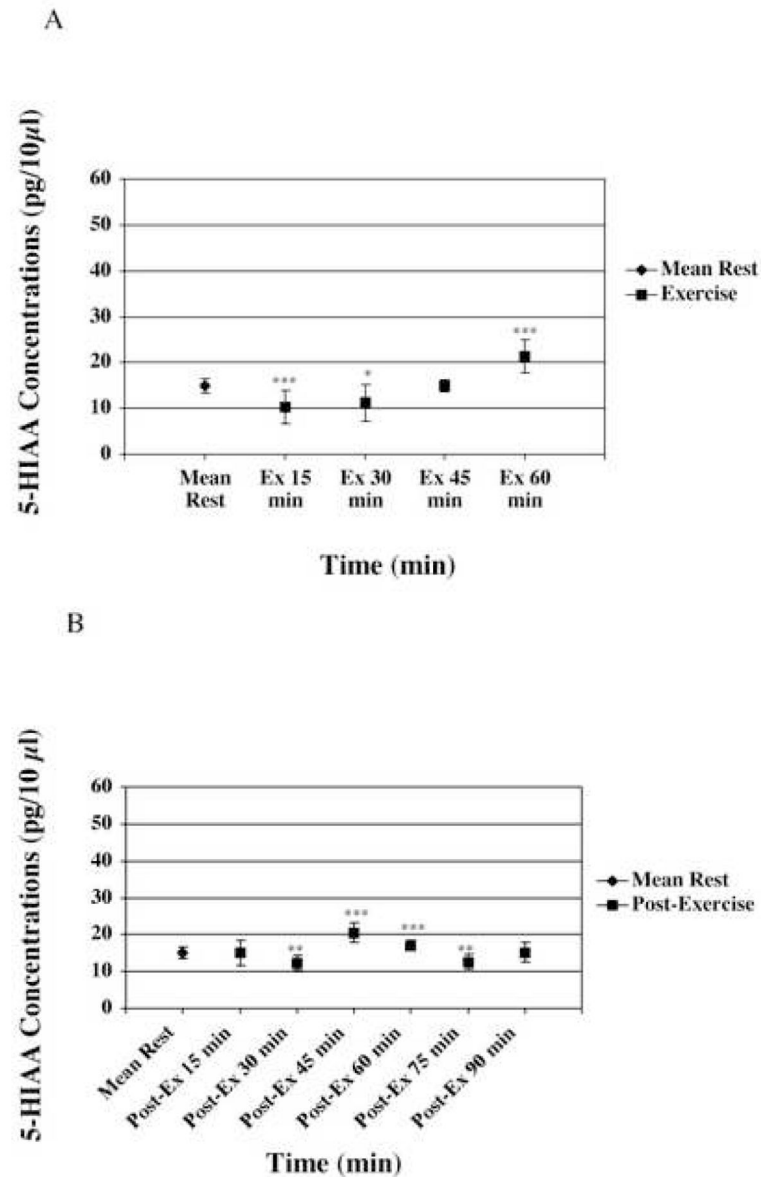 A
5-HIAA Concentrations (pg/10µl)
60
50
40
30
20
10
0
***
*
***
Mean Rest
Exercise
Mean
Rest
Ex 15
min
Ex 30
min
Ex 45
min
Ex 60
min
Time (min)
B
5-HIAA Concentrations (pg/10 µl)
60
50
40
30
20
10
0
**
***
***
**
Mean Rest
Post-Exercise
Mean Rest
Post-Ex 15 min
Post-Ex 30 min
Post-Ex 45 min
Post-Ex 60 min
Post-Ex 75 min
Post-Ex 90 min
Time (min)